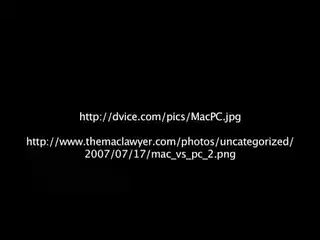 http://dvice.com/pics/MacPC.jpg
http://www.themaclawyer.com/photos/uncategorized/
2007/07/17/mac_vs_pc_2.png